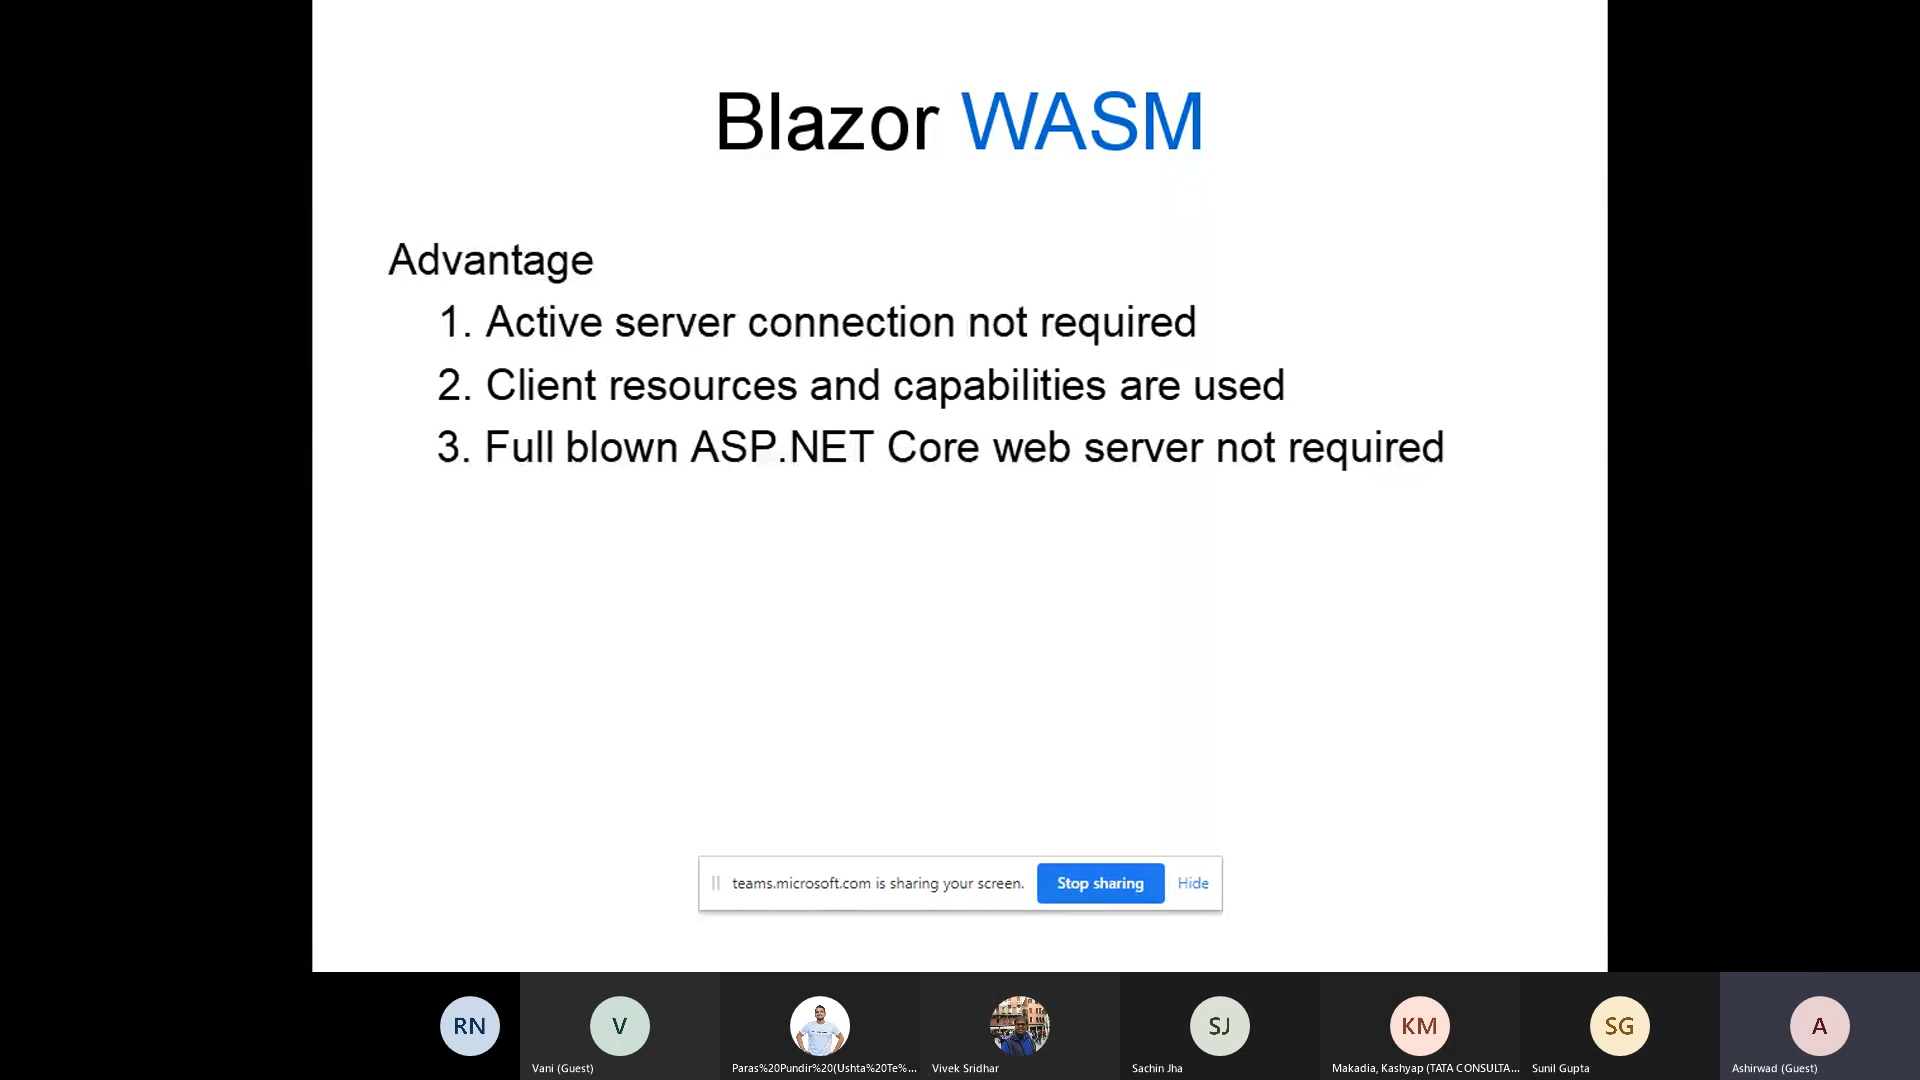 Blazor WASM
Advantage
1. Active server connection not required
2. Client resources and capabilities are used
3. Full blown ASP.NET Core web server not required
teams.microsoft.com is sharing your screen. Stop sharing Hide
RN V SJ KM SG A
Vani (Guest) Paras%20Pundir%20(Ushta%20Te%... Vivek Sridhar Sachin Jha Makadia, Kashyap (TATA CONSULTA... Sunil Gupta Ashirwad (Guest)